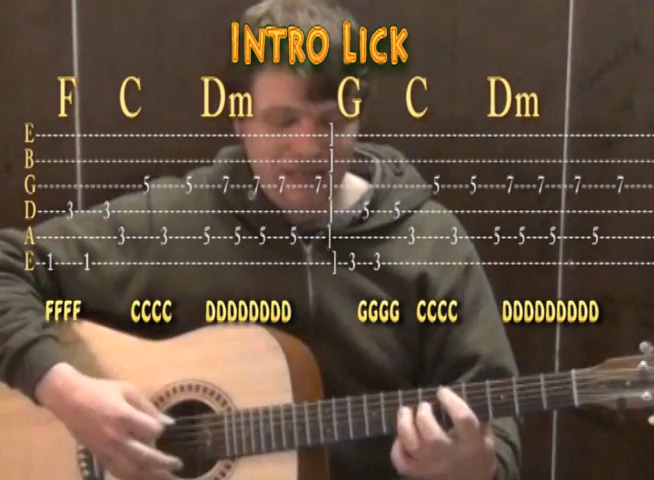 Intro Lick
F C Dm G C Dm
E-----------------------------------]-----------------------------------
B-----------------------------------]-----------------------------------
G-------------5-----5----7---7---7----7-]-----------5----5----7---7----7-----7---
D----3----3-------------------------]---5---5---------------------------
A----------3-----3-----5--5---5----5----]---------3-----3-----5--5---5-----5-----
E--1----1---------------------------]-3---3-----------------------------
FFFF CCCC DDDDDDDD GGGG CCCC DDDDDDDDD